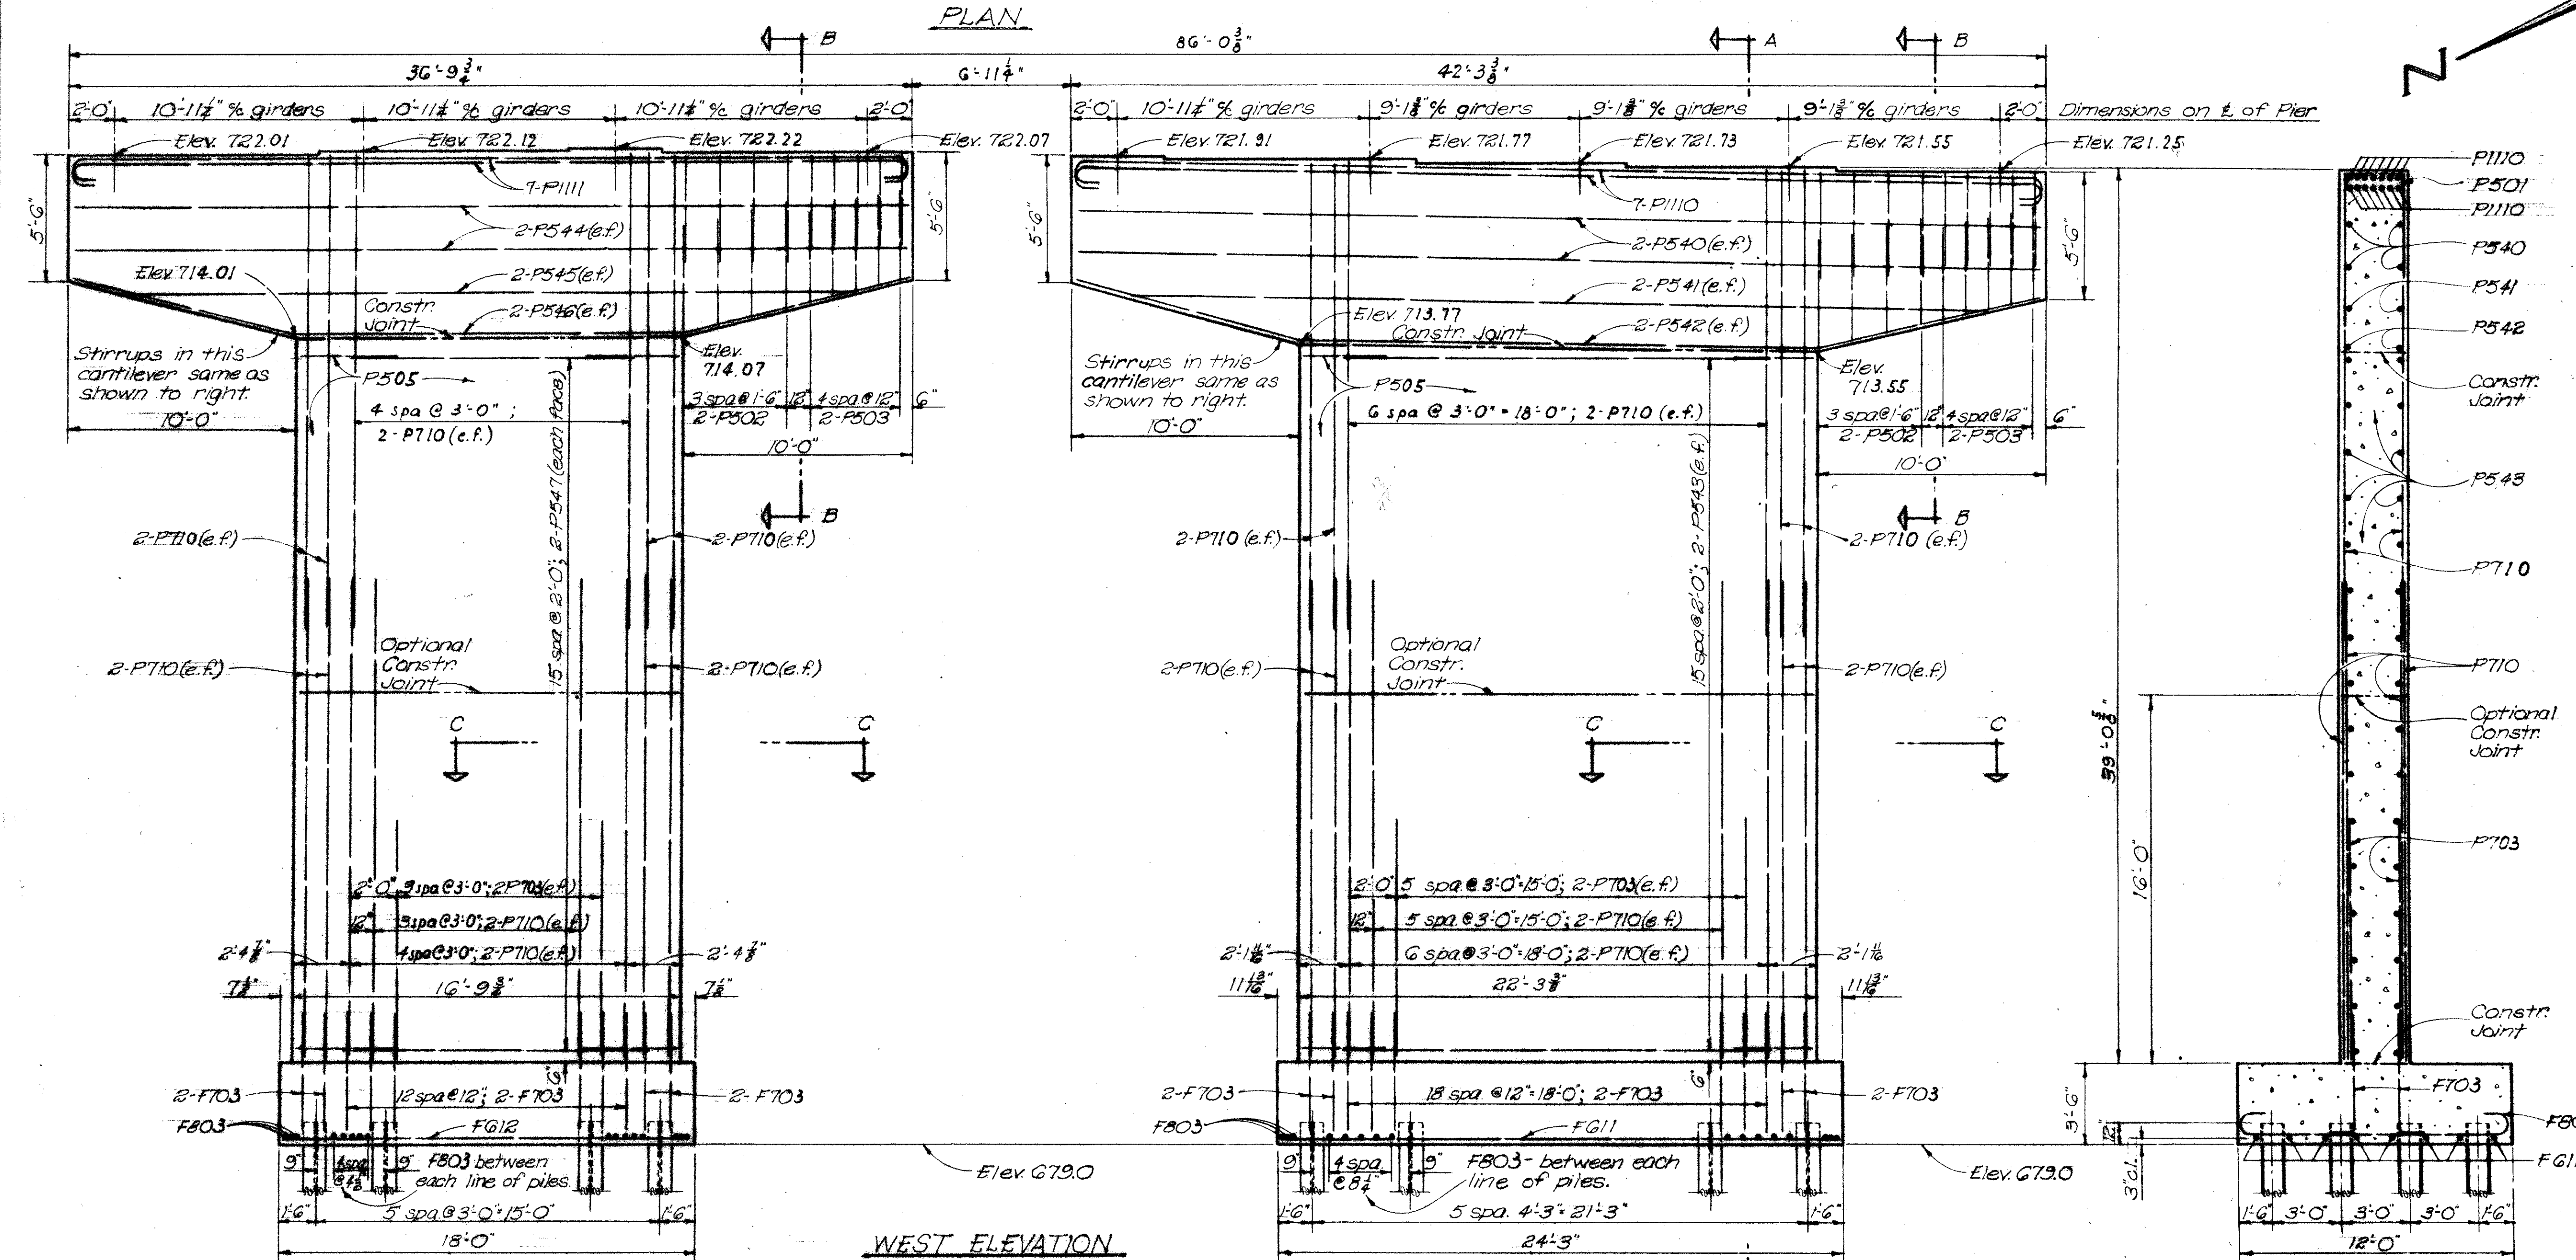 PLAN
B
A
B
86'-0 3/8"
36'-9 3/4"
6'-11 1/4"
42'-3 3/8"
N
2'-0"
10'-11 1/4" % girders
10'-11 1/4" % girders
10'-11 1/4" % girders
2'-0"
2'-0"
10'-11 1/4" % girders
9'-1 3/8" % girders
9'-1 3/8" % girders
9'-1 3/8" % girders
2'-0"
Dimensions on ℄ of Pier
Elev. 722.01
Elev. 722.12
Elev. 722.22
Elev. 722.07
Elev. 721.91
Elev. 721.77
Elev. 721.73
Elev. 721.55
Elev. 721.25
5'-6"
7-P1111
2-P544(e.f.)
2-P545(e.f.)
2-P546(e.f.)
Elev. 714.01
Constr.
Joint
5'-6"
Stirrups in this
cantilever same as
shown to right.
10'-0"
P505
4 spa @ 3'-0" ;
2-P710 (e.f.)
Elev.
714.07
3 spa @ 1'-6"
12"
4 spa @ 12"
6"
2-P502
2-P503
10'-0"
B
15 spa @ 2'-0"; 2-P547(each face)
2-P710(e.f.)
2-P710(e.f.)
2-P710(e.f.)
2-P710(e.f.)
Optional
Constr.
Joint
C
C
2'-0"
3 spa @ 3'-0"; 2P703(e.f.)
12"
3spa@3'-0"; 2-P710(e.f.)
2'-4 7/8"
4spa@3'-0"; 2-P710(e.f.)
2'-4 7/8"
16'-9 3/4"
6"
2-F703
12 spa @ 12"; 2-F703
2-F703
F803
F612
Elev. 679.0
9"
4spa
9"
F803 between
each line of piles.
1'-6"
5 spa. @ 3'-0" = 15'-0"
1'-6"
18'-0"
WEST ELEVATION
5'-6"
7-P1110
2-P540(e.f.)
2-P541(e.f.)
2-P542(e.f.)
Elev. 713.77
Constr. Joint
5'-6"
Stirrups in this
cantilever same as
shown to right.
10'-0"
P505
6 spa @ 3'-0" = 18'-0"; 2-P710 (e.f.)
Elev.
713.55
3 spa@1'-6"
12"
4 spa@12"
6"
2-P502
2-P503
10'-0"
B
15 spa @ 2'-0"; 2-P543(e.f.)
2-P710 (e.f.)
2-P710 (e.f.)
2-P710(e.f.)
2-P710(e.f.)
Optional
Constr.
Joint
C
C
2'-0"
5 spa. @ 3'-0"=15'-0"; 2-P703(e.f.)
12"
5 spa. @ 3'-0"=15'-0"; 2-P710(e.f.)
2'-1 11/16"
6 spa @ 3'-0"=18'-0"; 2-P710(e.f.)
2'-1 11/16"
11 13/16"
22'-3 3/8"
11 13/16"
6"
2-F703
18 spa @12"=18'-0"; 2-F703
2-F703
F803
F611
Elev. 679.0
9"
4 spa.
@ 8 1/4"
9"
F803- between each
line of piles.
1'-6"
5 spa. 4'-3" = 21'-3"
1'-6"
24'-3"
P1110
P501
P1110
P540
P541
P542
Constr.
Joint
P543
P710
P710
Optional
Constr.
Joint
39'-0 5/8"
16'-0"
P703
Constr.
Joint
F703
3'-6"
12"
3"cl.
1'-6"
3'-0"
3'-0"
3'-0"
1'-6"
12'-0"